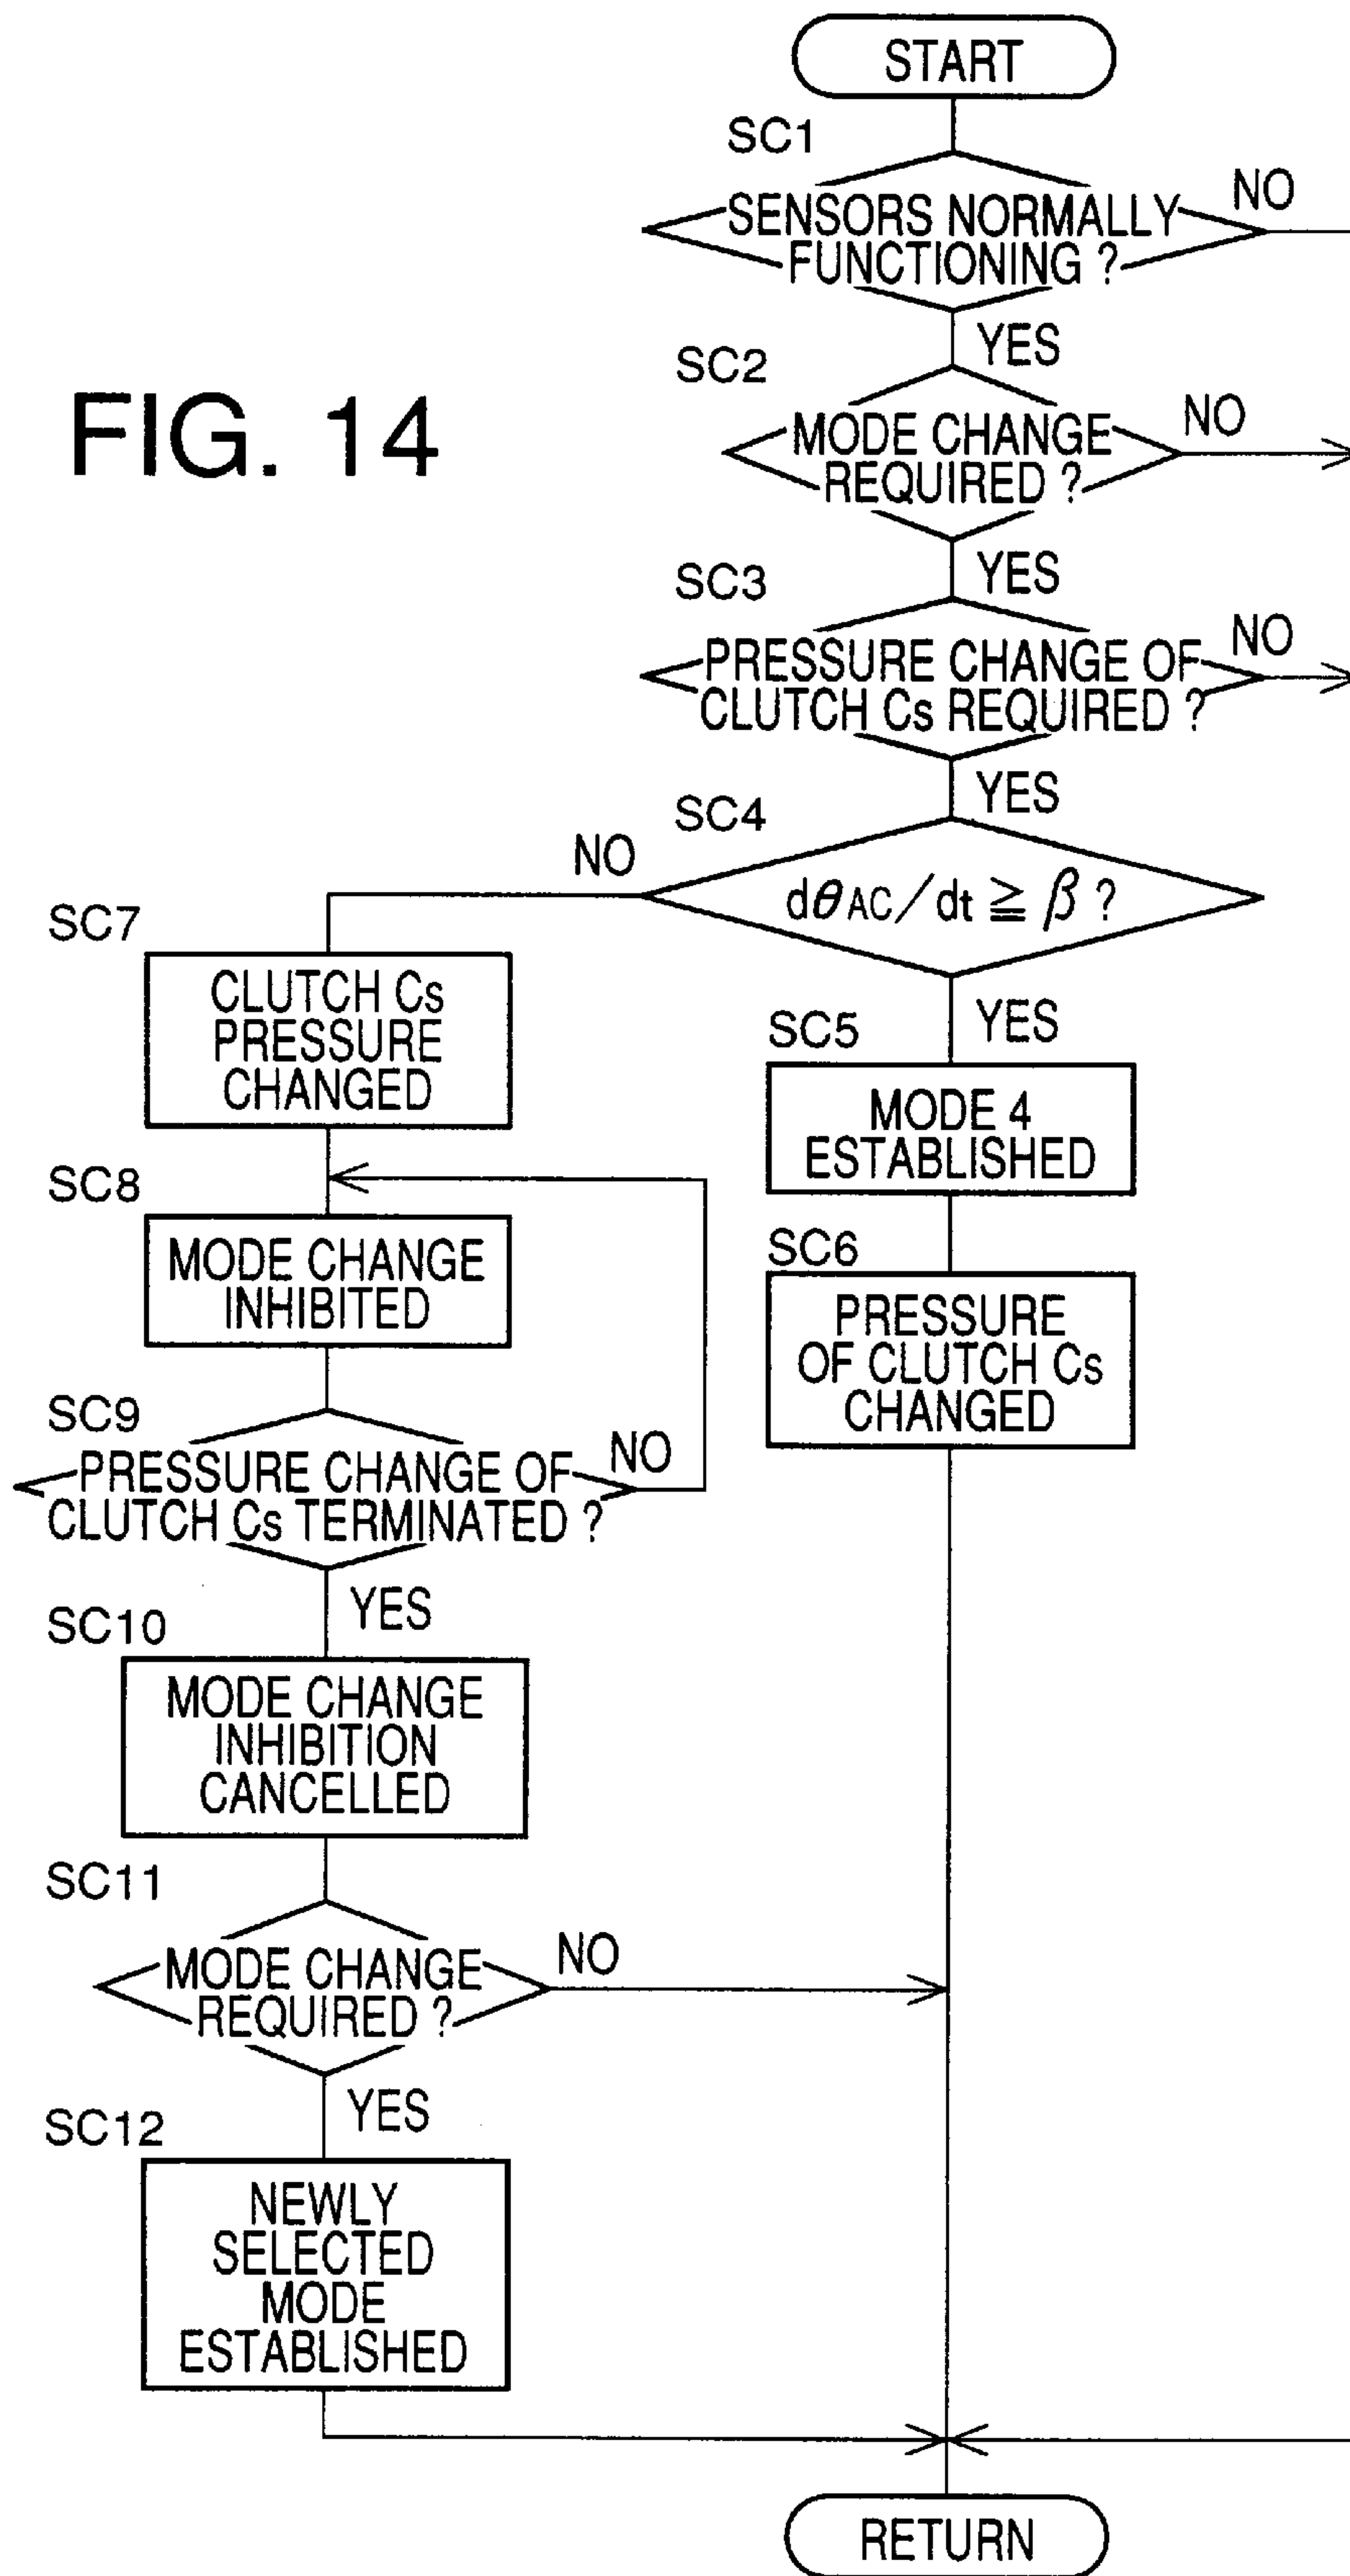 START
SC1
SENSORS NORMALLY
FUNCTIONING ?
NO
YES
SC2
MODE CHANGE
REQUIRED ?
NO
FIG. 14
YES
SC3
PRESSURE CHANGE OF
CLUTCH Cs REQUIRED ?
NO
YES
SC4
dθAC/dt ≧ β ?
NO
YES
SC5
MODE 4
ESTABLISHED
SC6
PRESSURE
OF CLUTCH Cs
CHANGED
SC7
CLUTCH Cs
PRESSURE
CHANGED
SC8
MODE CHANGE
INHIBITED
SC9
PRESSURE CHANGE OF
CLUTCH Cs TERMINATED ?
NO
YES
SC10
MODE CHANGE
INHIBITION
CANCELLED
SC11
MODE CHANGE
REQUIRED ?
NO
YES
SC12
NEWLY
SELECTED
MODE
ESTABLISHED
RETURN